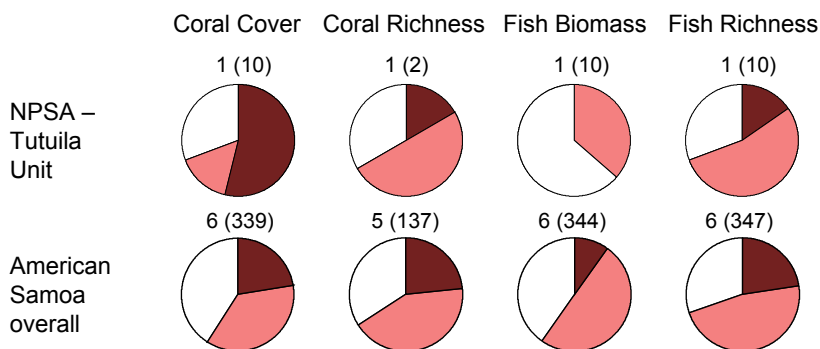 Coral Cover Coral Richness Fish Biomass Fish Richness
1 (10) 1 (2) 1 (10) 1 (10)
NPSA –
Tutuila
Unit
6 (339) 5 (137) 6 (344) 6 (347)
American
Samoa
overall